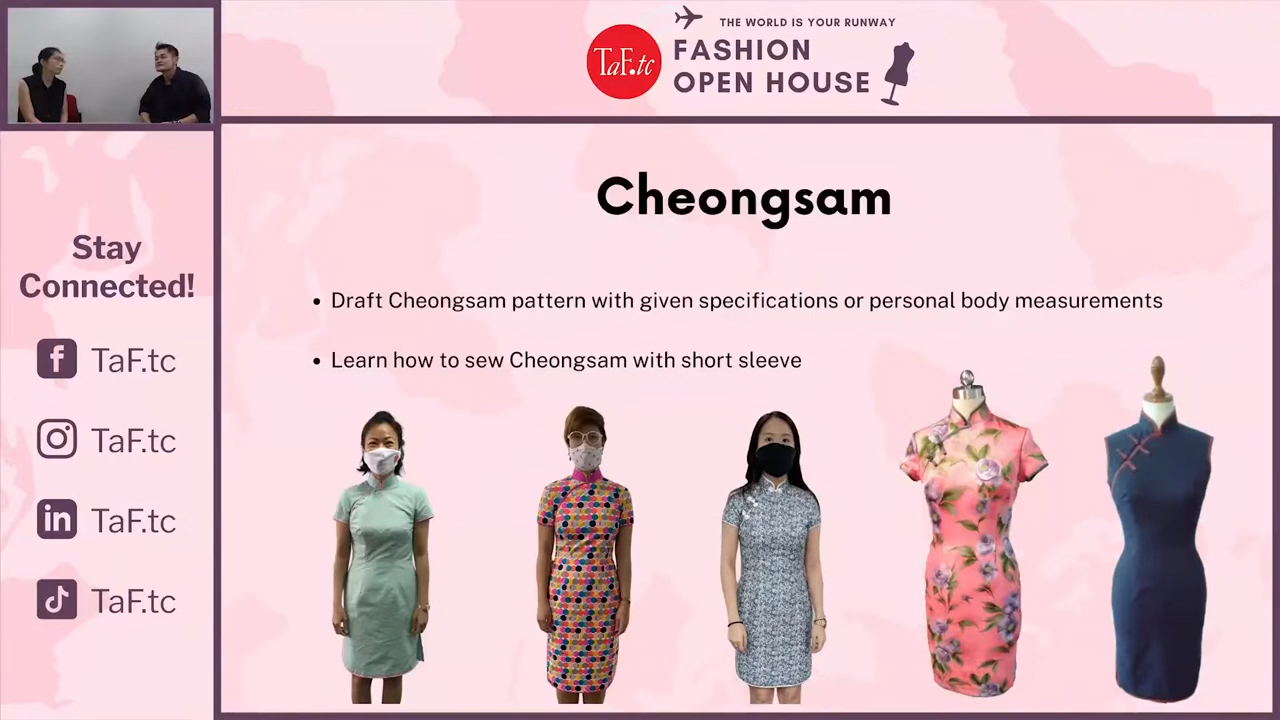 THE WORLD IS YOUR RUNWAY
TaF.tc
FASHION
OPEN HOUSE
Cheongsam
• Draft Cheongsam pattern with given specifications or personal body measurements
• Learn how to sew Cheongsam with short sleeve
Stay
Connected!
f TaF.tc
TaF.tc
in TaF.tc
TaF.tc